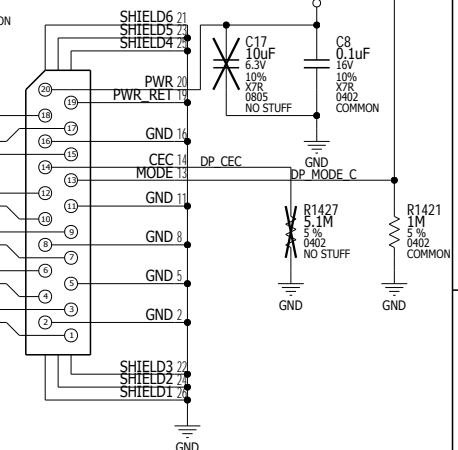 ON
SHIELD6 21
SHIELD5 23
SHIELD4 25
C17
10uF
6.3V
10%
X7R
0805
NO STUFF
C8
0.1uF
16V
10%
X7R
0402
COMMON
GND
PWR 20
PWR_RET 19
GND 16
CEC 14 DP_CEC
MODE 13 DP_MODE_C
GND 11
GND 8
GND 5
GND 2
20
19
18
17
16
15
14
13
12
11
10
9
8
7
6
5
4
3
2
1
R1427
5.1M
5 %
0402
NO STUFF
GND
R1421
1M
5 %
0402
COMMON
GND
SHIELD3 22
SHIELD2 24
SHIELD1 26
GND